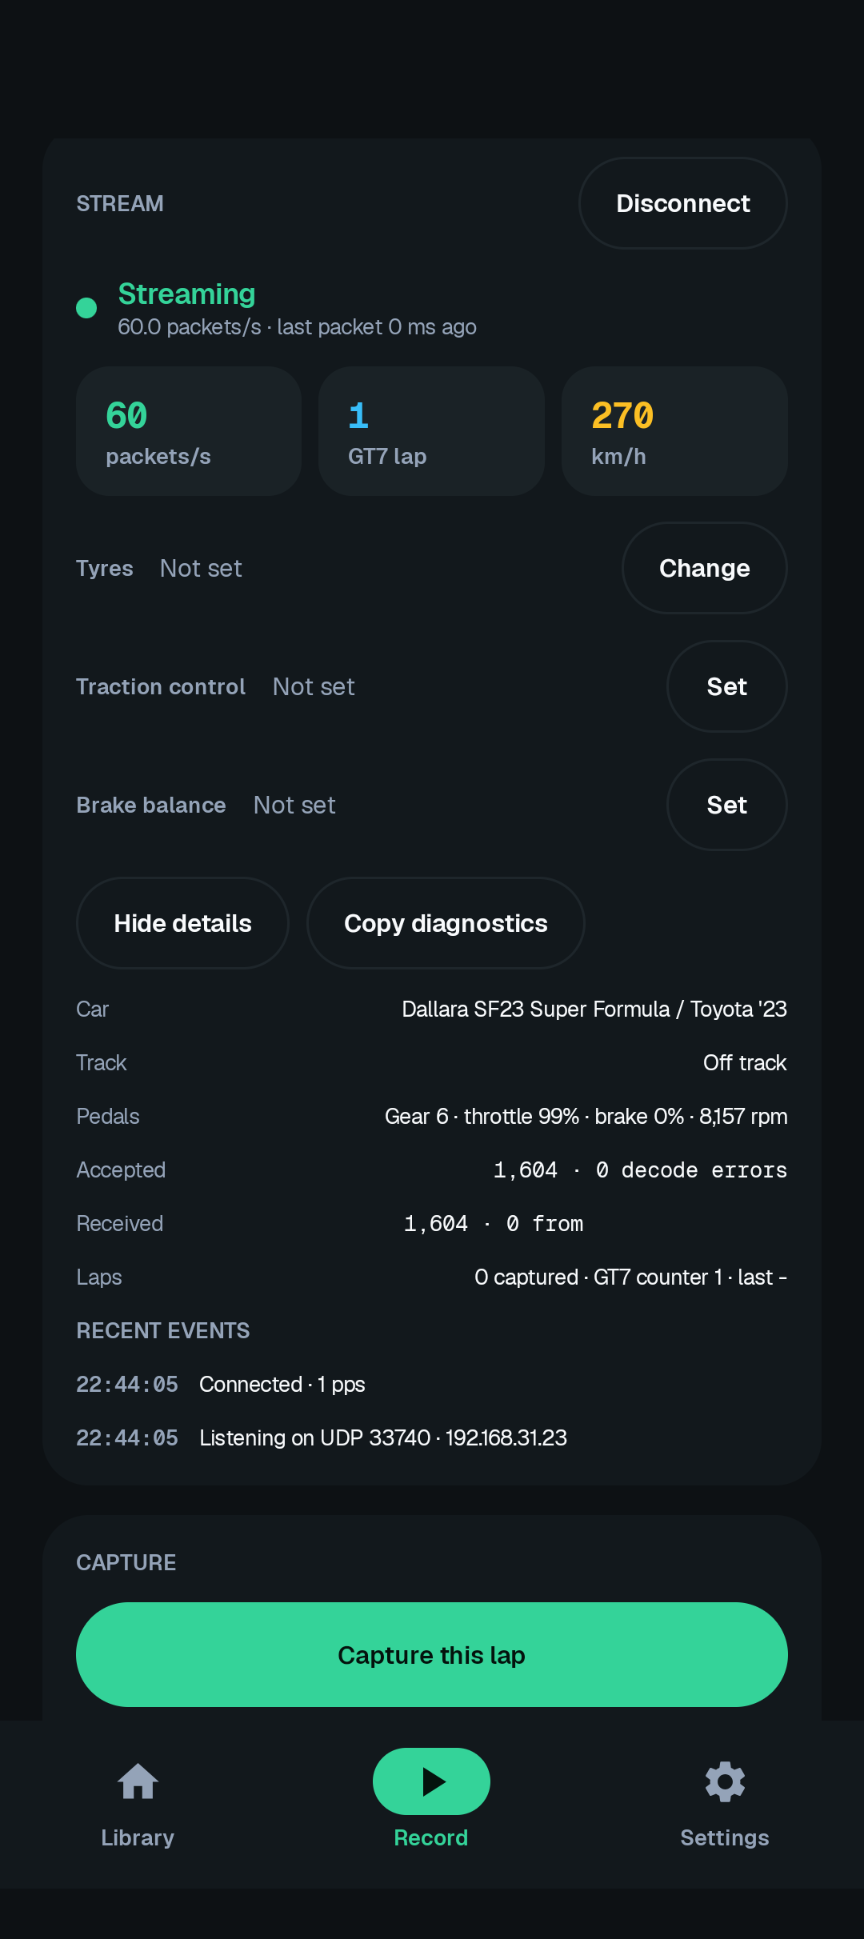 STREAM
Disconnect
Streaming
60.0 packets/s · last packet 0 ms ago
60
packets/s
1
GT7 lap
270
km/h
Tyres Not set
Change
Traction control Not set
Set
Brake balance Not set
Set
Hide details
Copy diagnostics
Car Dallara SF23 Super Formula / Toyota '23
Track Off track
Pedals Gear 6 · throttle 99% · brake 0% · 8,157 rpm
Accepted 1,604 · 0 decode errors
Received 1,604 · 0 from
Laps 0 captured · GT7 counter 1 · last -
RECENT EVENTS
22:44:05 Connected · 1 pps
22:44:05 Listening on UDP 33740 · 192.168.31.23
CAPTURE
Capture this lap
Library
Record
Settings